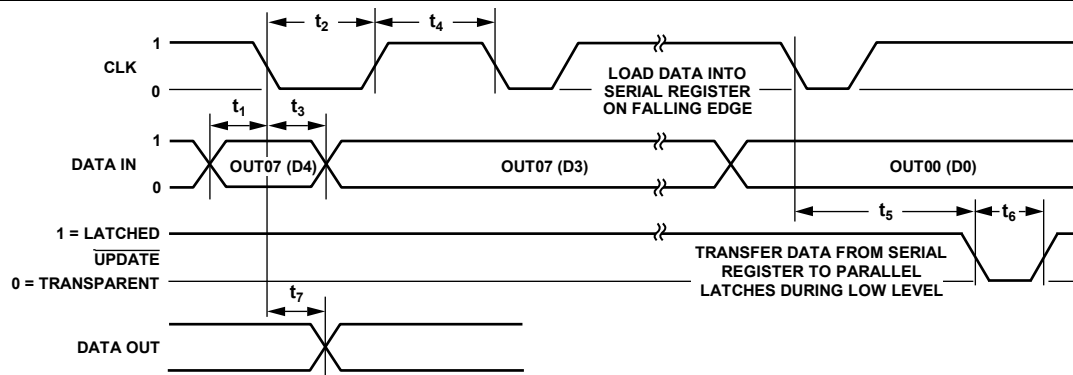 t2
t4
1
CLK
0
LOAD DATA INTO
SERIAL REGISTER
ON FALLING EDGE
t1
t3
1
DATA IN
0
OUT07 (D4)
OUT07 (D3)
OUT00 (D0)
t5
t6
1 = LATCHED
UPDATE
0 = TRANSPARENT
TRANSFER DATA FROM SERIAL
REGISTER TO PARALLEL
LATCHES DURING LOW LEVEL
t7
DATA OUT